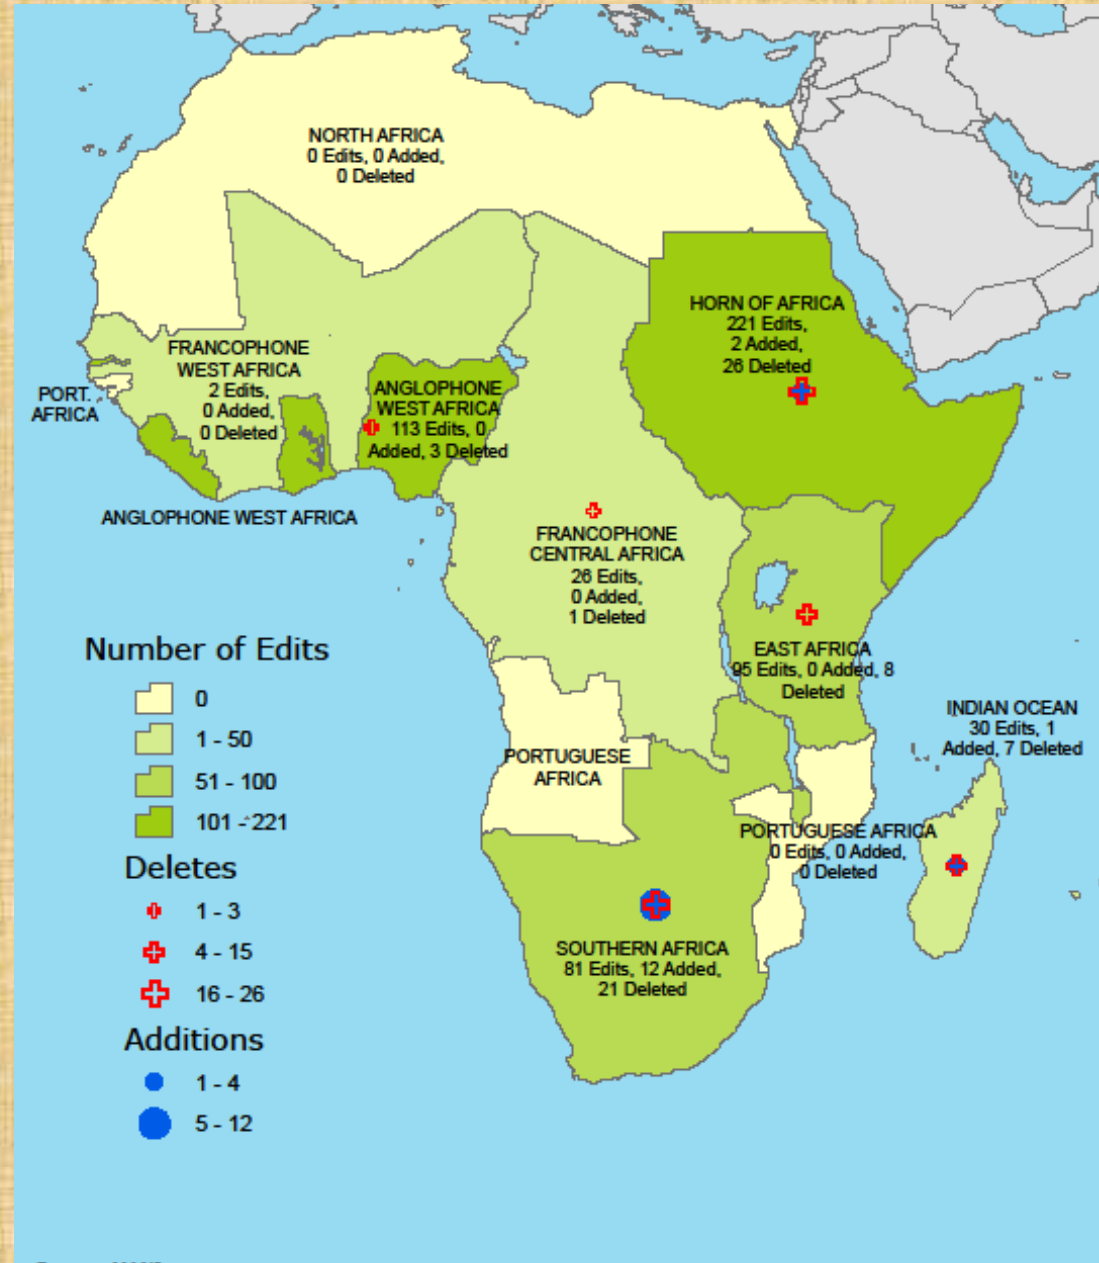 NORTH AFRICA
0 Edits, 0 Added,
0 Deleted
HORN OF AFRICA
221 Edits,
2 Added,
26 Deleted
FRANCOPHONE
WEST AFRICA
2 Edits,
0 Added,
0 Deleted
PORT.
AFRICA
ANGLOPHONE
WEST AFRICA
113 Edits, 0
Added, 3 Deleted
ANGLOPHONE WEST AFRICA
FRANCOPHONE
CENTRAL AFRICA
26 Edits,
0 Added,
1 Deleted
EAST AFRICA
95 Edits, 0 Added, 8
Deleted
INDIAN OCEAN
30 Edits, 1
Added, 7 Deleted
PORTUGUESE
AFRICA
PORTUGUESE AFRICA
0 Edits, 0 Added,
0 Deleted
SOUTHERN AFRICA
81 Edits, 12 Added,
21 Deleted
Number of Edits
0
1 - 50
51 - 100
101 - 221
Deletes
1 - 3
4 - 15
16 - 26
Additions
1 - 4
5 - 12